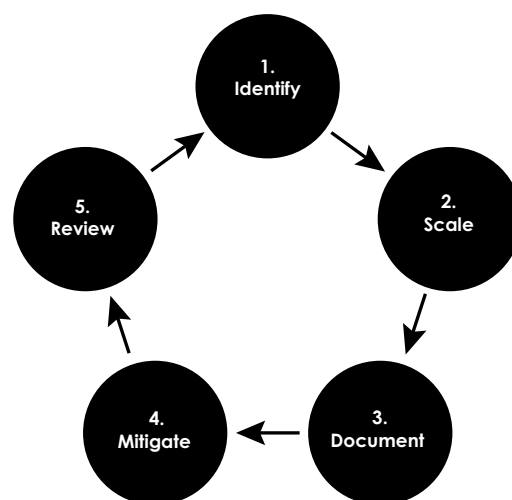 1.
Identify
2.
Scale
3.
Document
4.
Mitigate
5.
Review